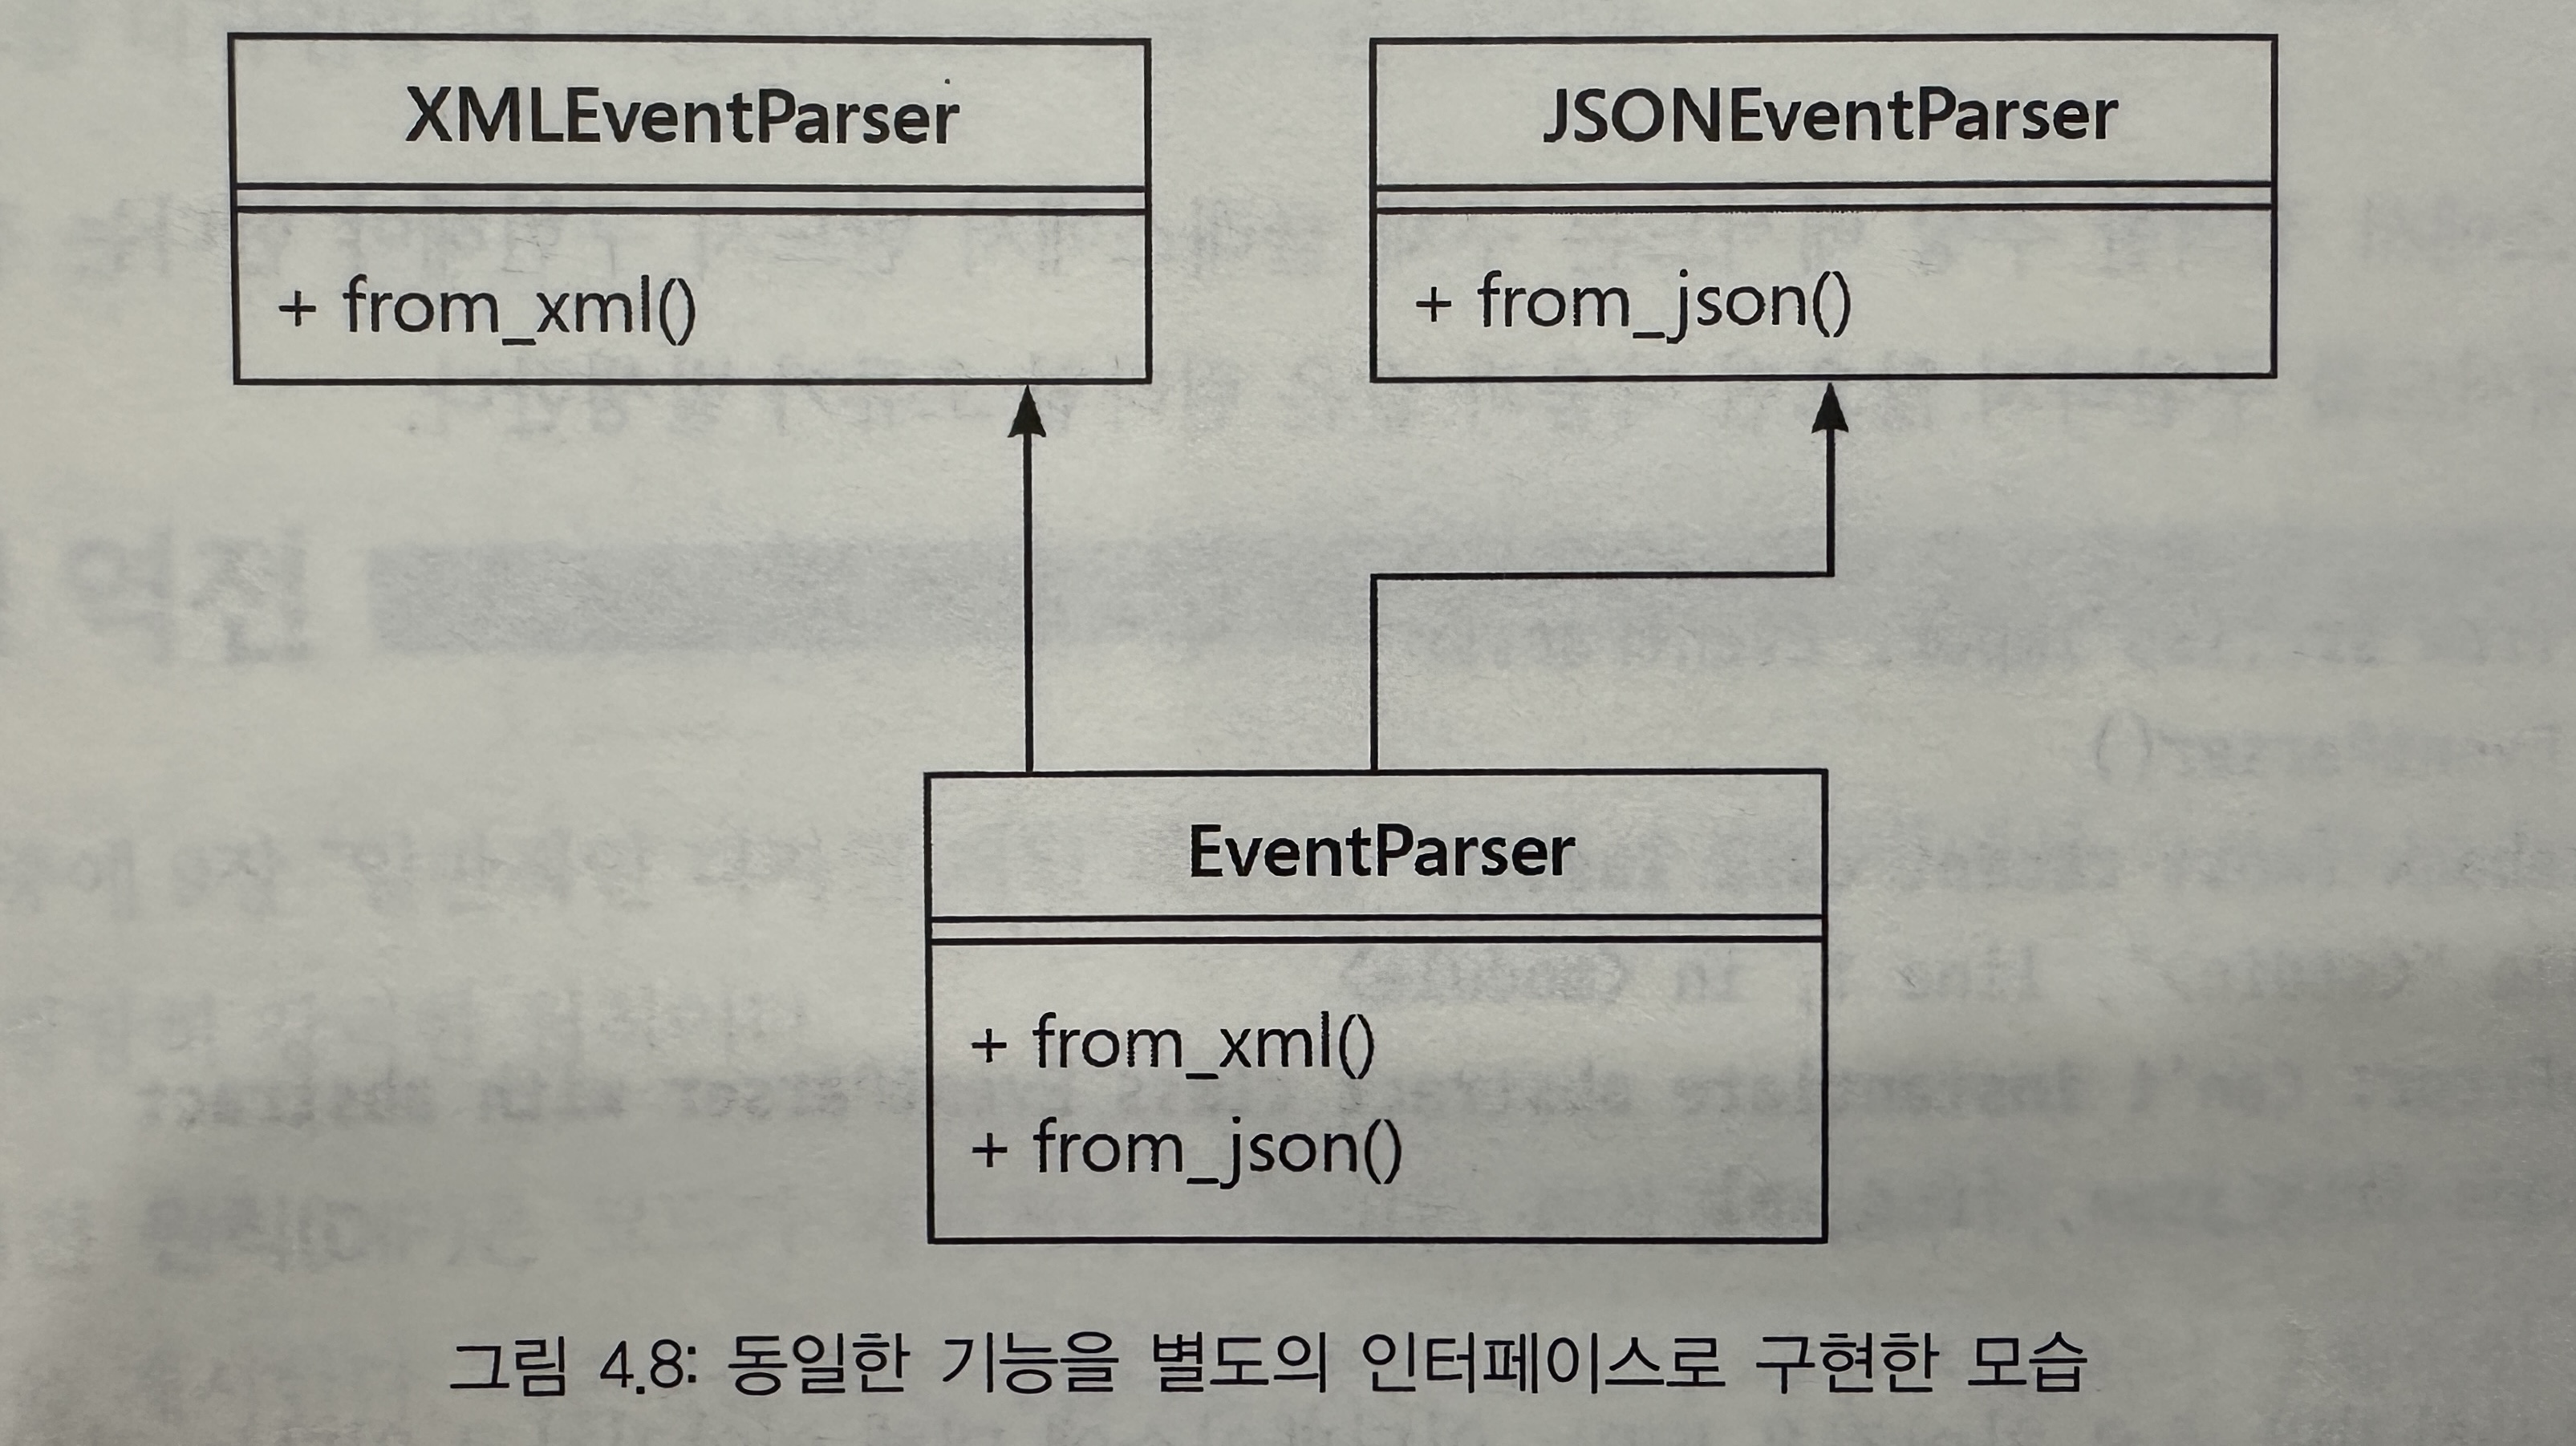 XMLEventParser
+ from_xml()
JSONEventParser
+ from_json()
EventParser
+ from_xml()
+ from_json()
그림 4.8: 동일한 기능을 별도의 인터페이스로 구현한 모습